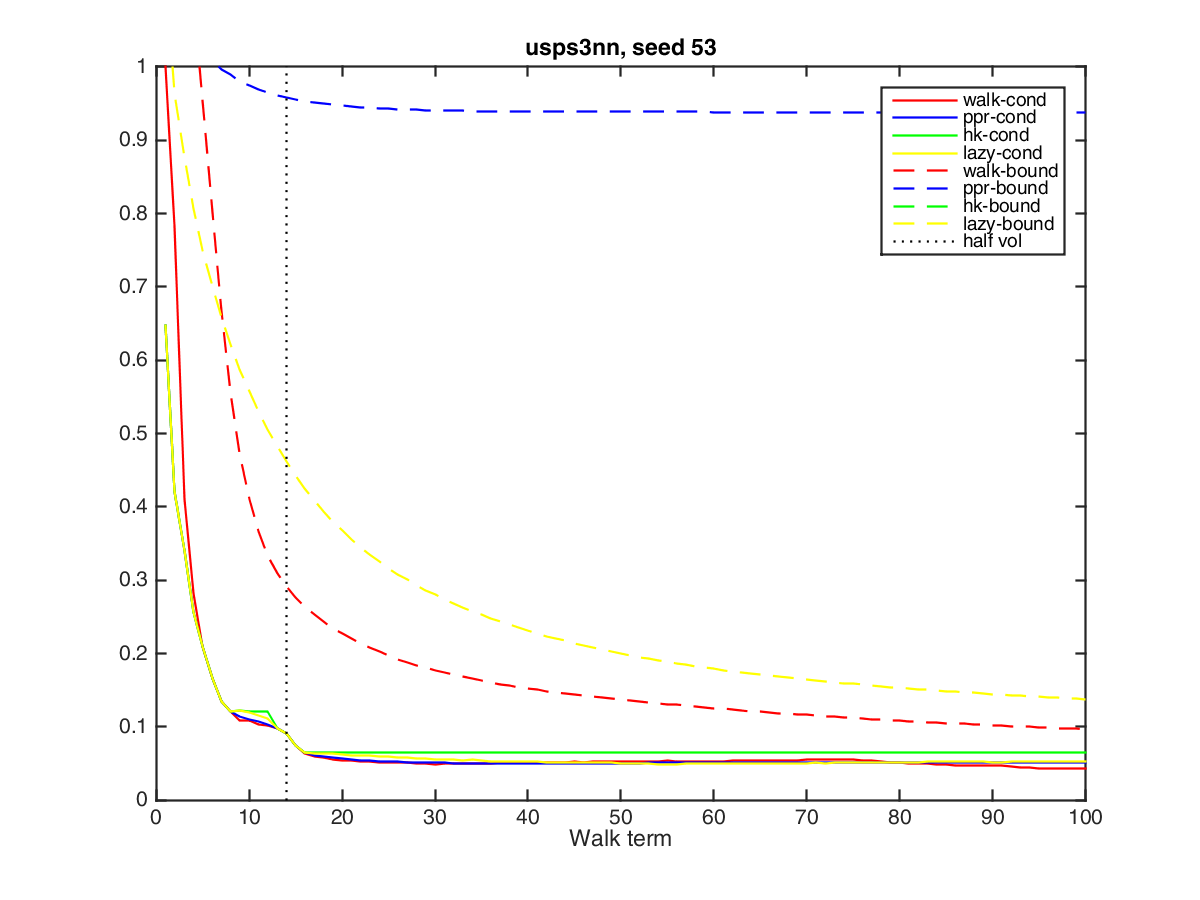 usps3nn, seed 53
1
0.9
0.8
0.7
0.6
0.5
0.4
0.3
0.2
0.1
0
walk-cond
ppr-cond
hk-cond
lazy-cond
walk-bound
ppr-bound
hk-bound
lazy-bound
half vol
0 10 20 30 40 50 60 70 80 90 100
Walk term